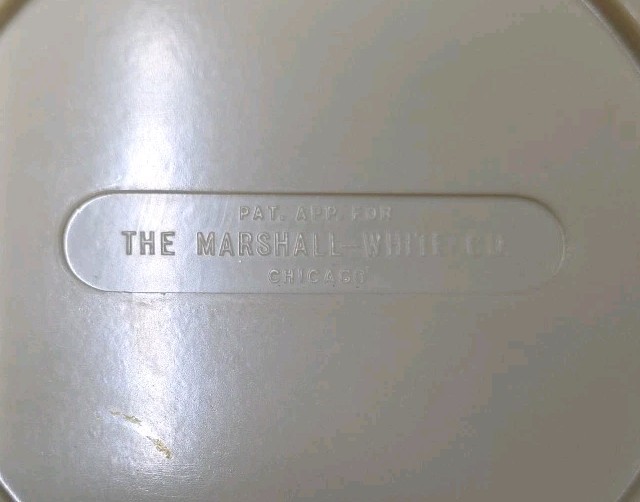 PAT. APP. FOR
THE MARSHALL-WHITE CO.
CHICAGO